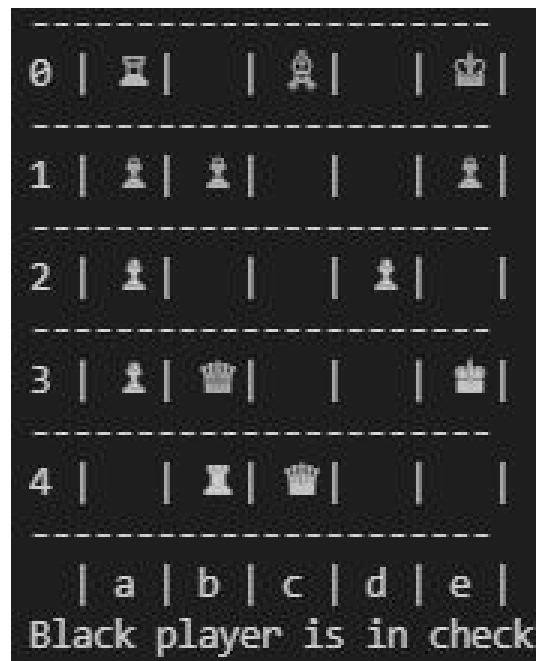 ----------------------
0 | ♖ |   | ♗ |   | ♔ |
----------------------
1 | ♙ | ♙ |   |   | ♙ |
----------------------
2 | ♟ |   |   | ♟ |   |
----------------------
3 | ♟ | ♕ |   |   | ♚ |
----------------------
4 |   | ♜ | ♛ |   |   |
----------------------
  | a | b | c | d | e |
Black player is in check